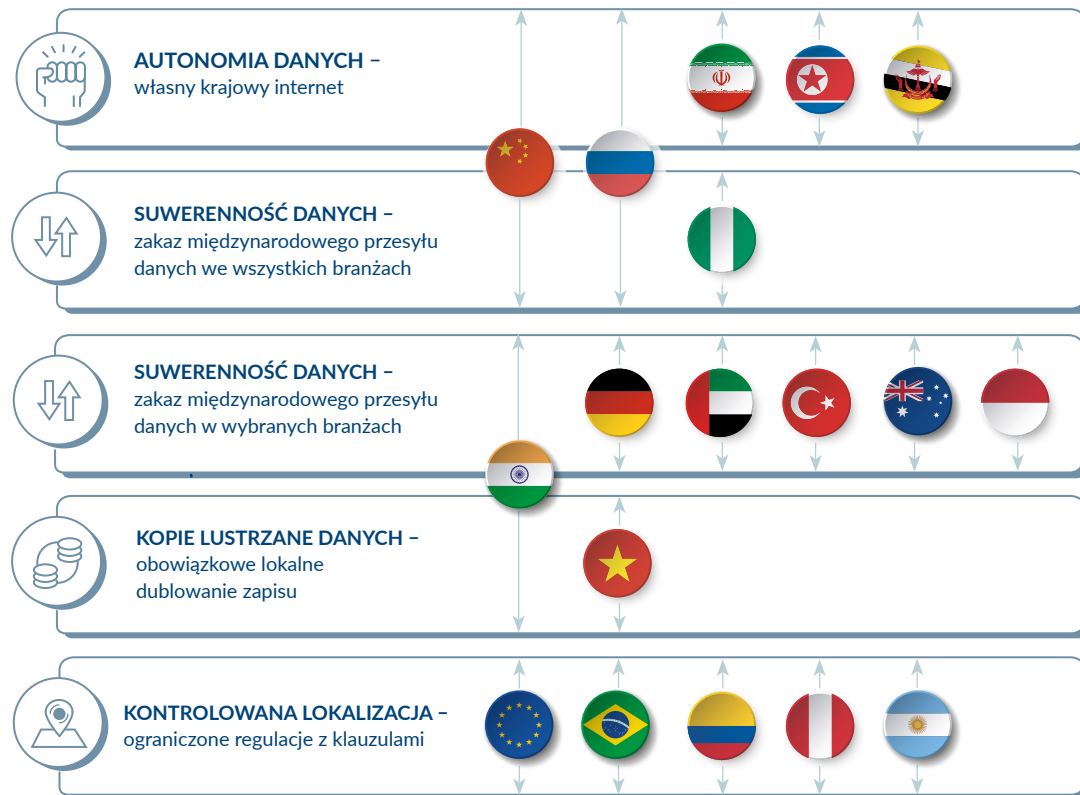 AUTONOMIA DANYCH –
własny krajowy internet
SUWERENNOŚĆ DANYCH –
zakaz międzynarodowego przesyłu
danych we wszystkich branżach
SUWERENNOŚĆ DANYCH –
zakaz międzynarodowego przesyłu
danych w wybranych branżach
KOPIE LUSTRZANE DANYCH –
obowiązkowe lokalne
dublowanie zapisu
KONTROLOWANA LOKALIZACJA –
ograniczone regulacje z klauzulami